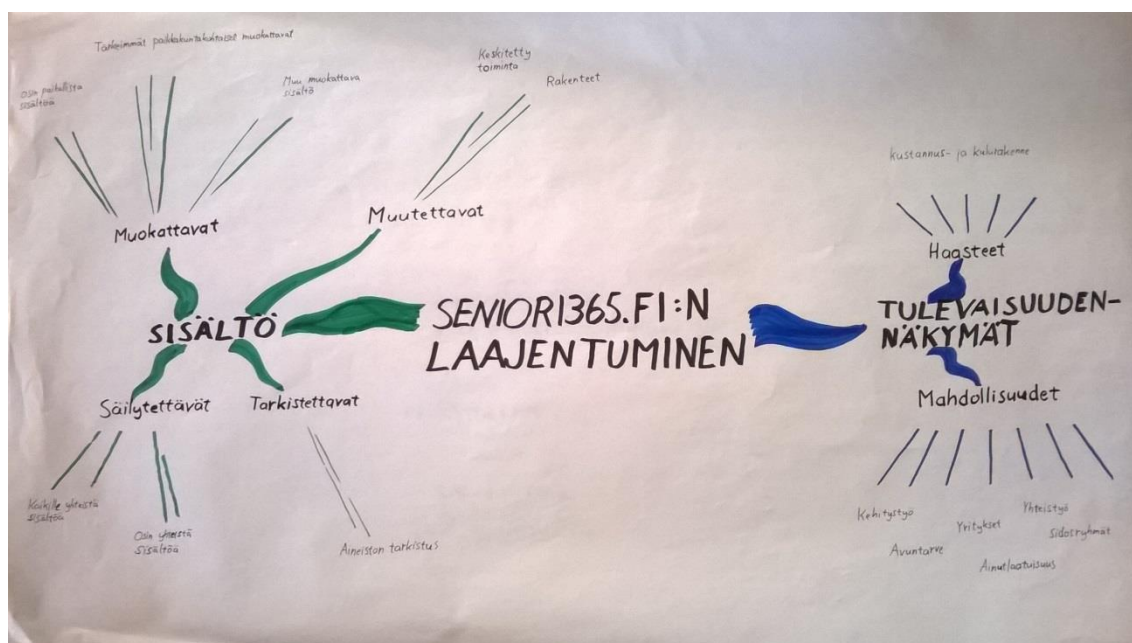 Tärkeimmät paikkakuntakohtaiset muokattavat
Osin paikallista
sisältöä
Muu muokattava
sisältö
Keskitetty
toiminta
Rakenteet
Muokattavat
Muutettavat
SISÄLTÖ
Säilytettävät
Tarkistettavat
Kaikille yhteistä
sisältöä
Osin yhteistä
sisältöä
Aineiston tarkistus
SENIORI365.FI:N
LAAJENTUMINEN
kustannus- ja kulurakenne
Haasteet
TULEVAISUUDEN-
NÄKYMÄT
Mahdollisuudet
Kehitystyö
Avuntarve
Yritykset
Ainutlaatuisuus
Yhteistyö
Sidosryhmät